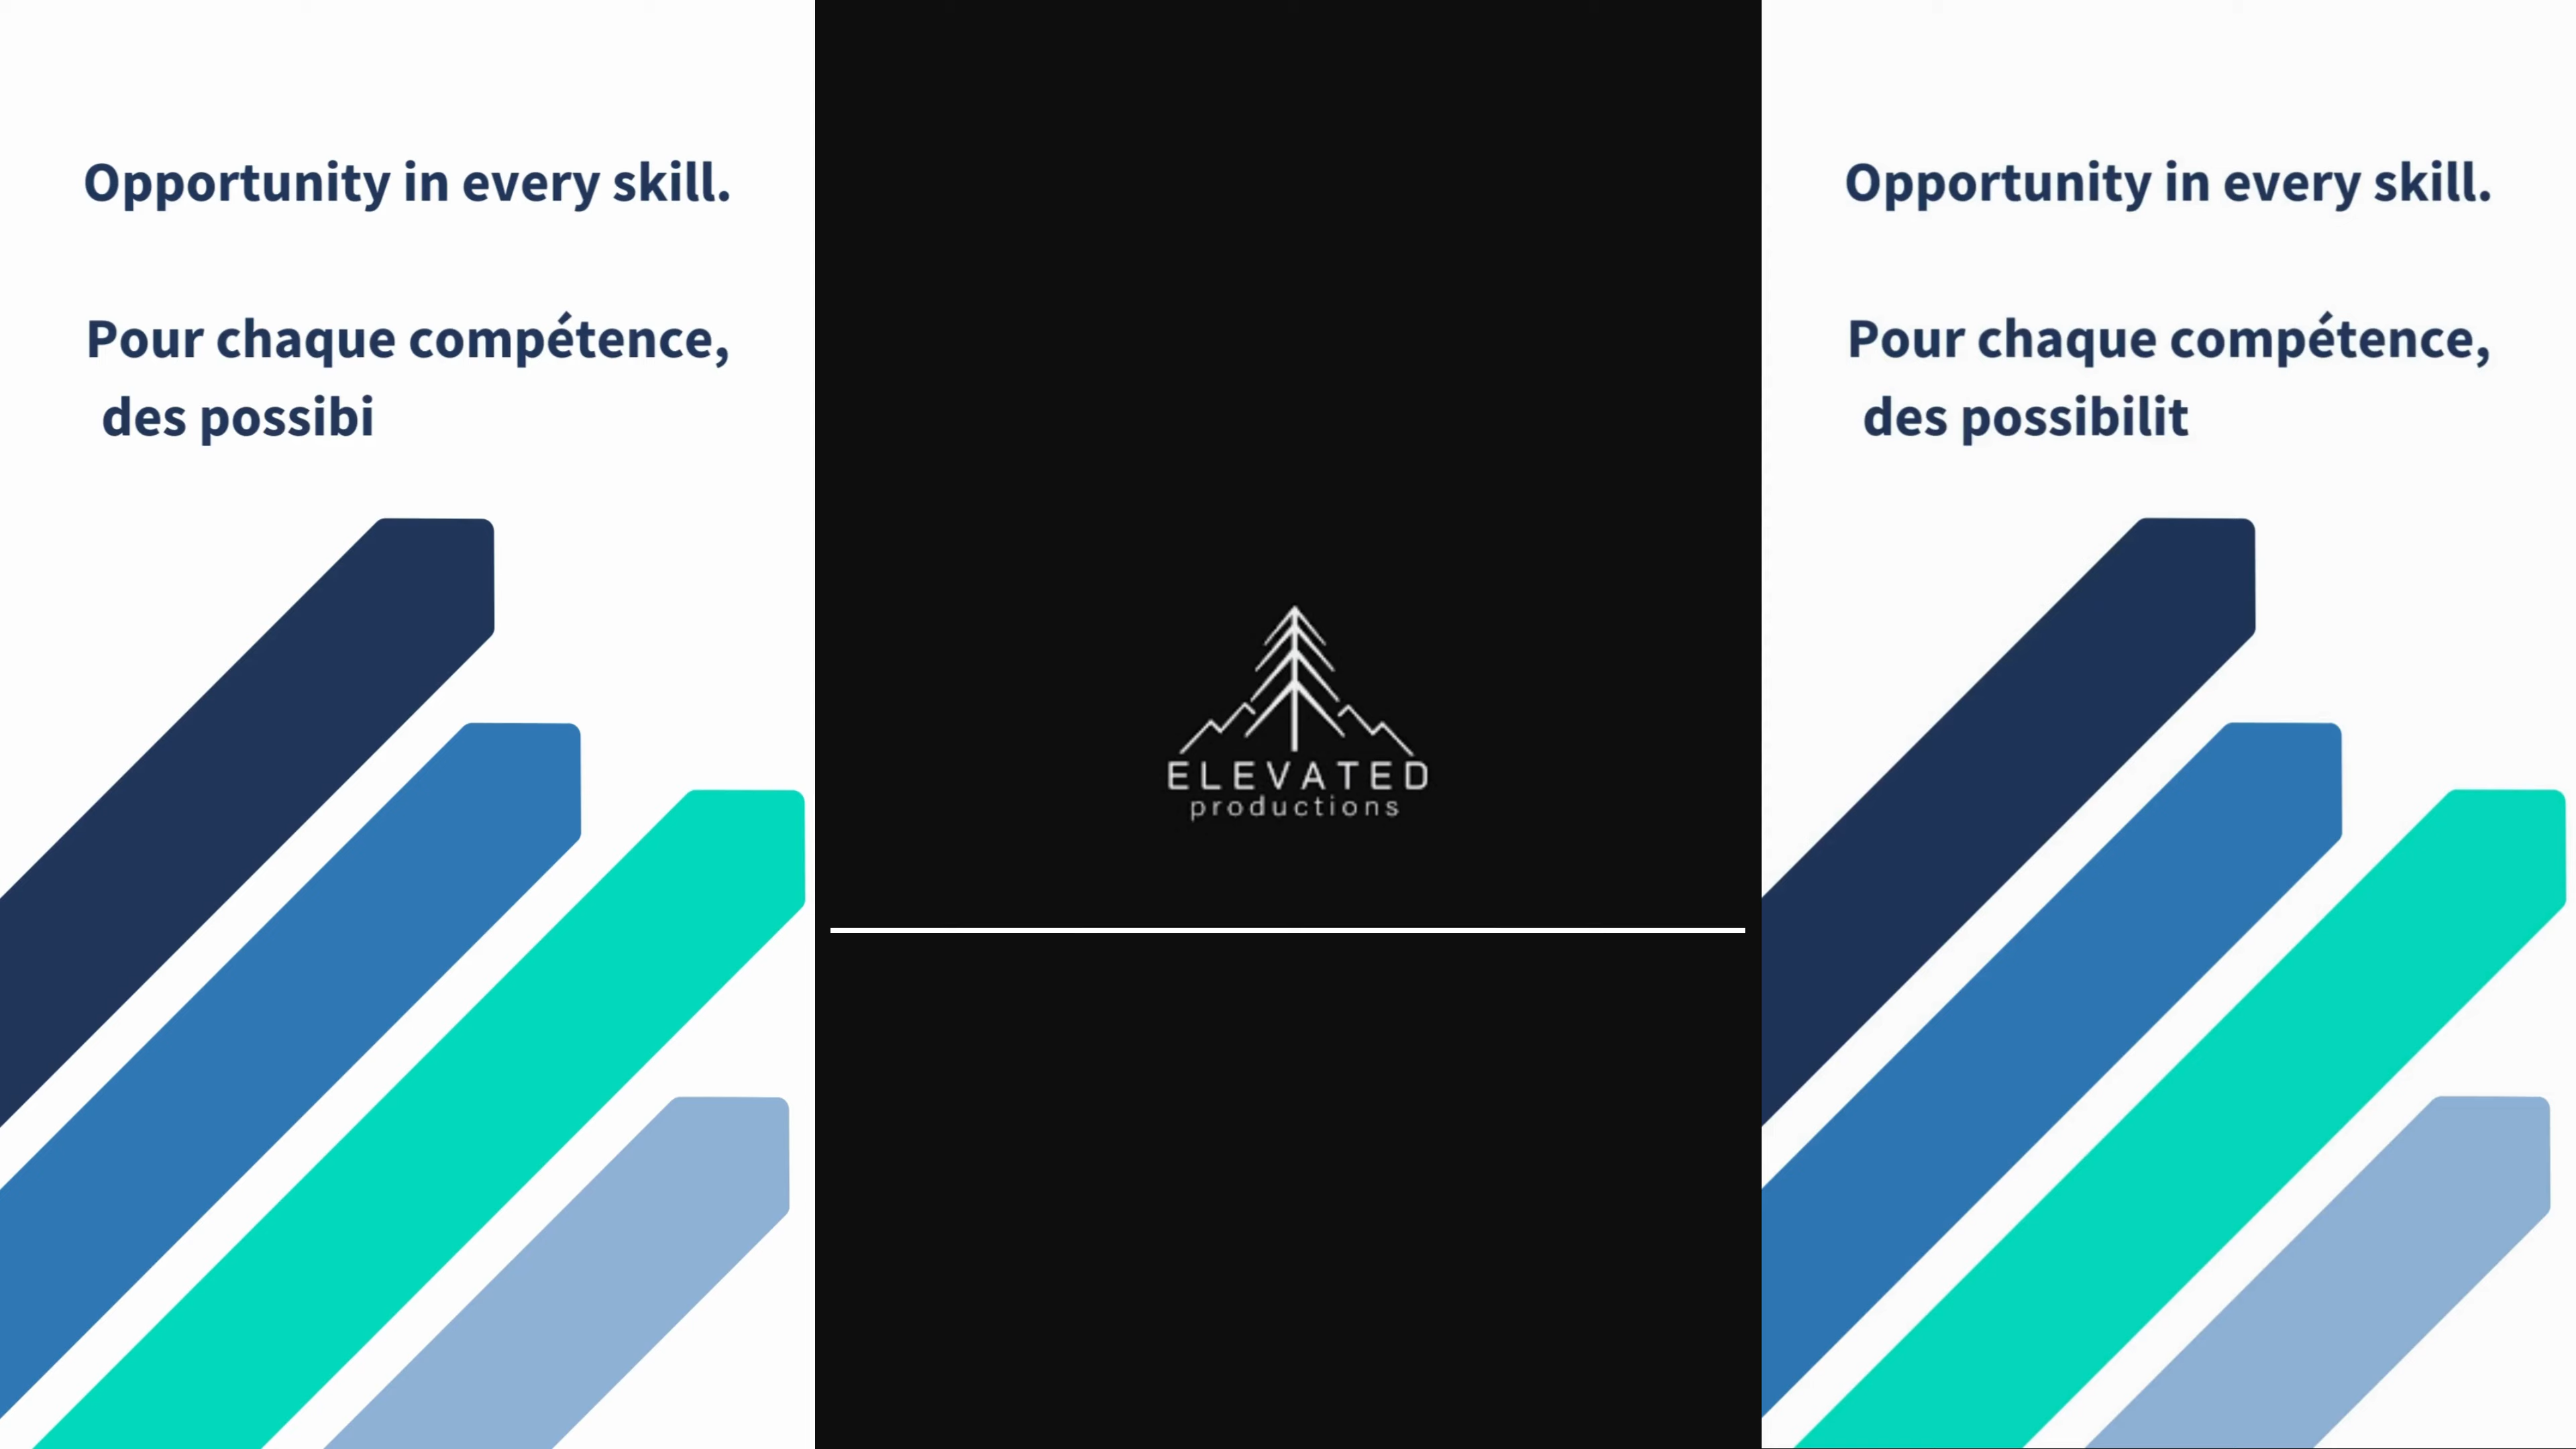 Opportunity in every skill.
Pour chaque compétence,
des possibi
ELEVATED
productions
Opportunity in every skill.
Pour chaque compétence,
des possibilit